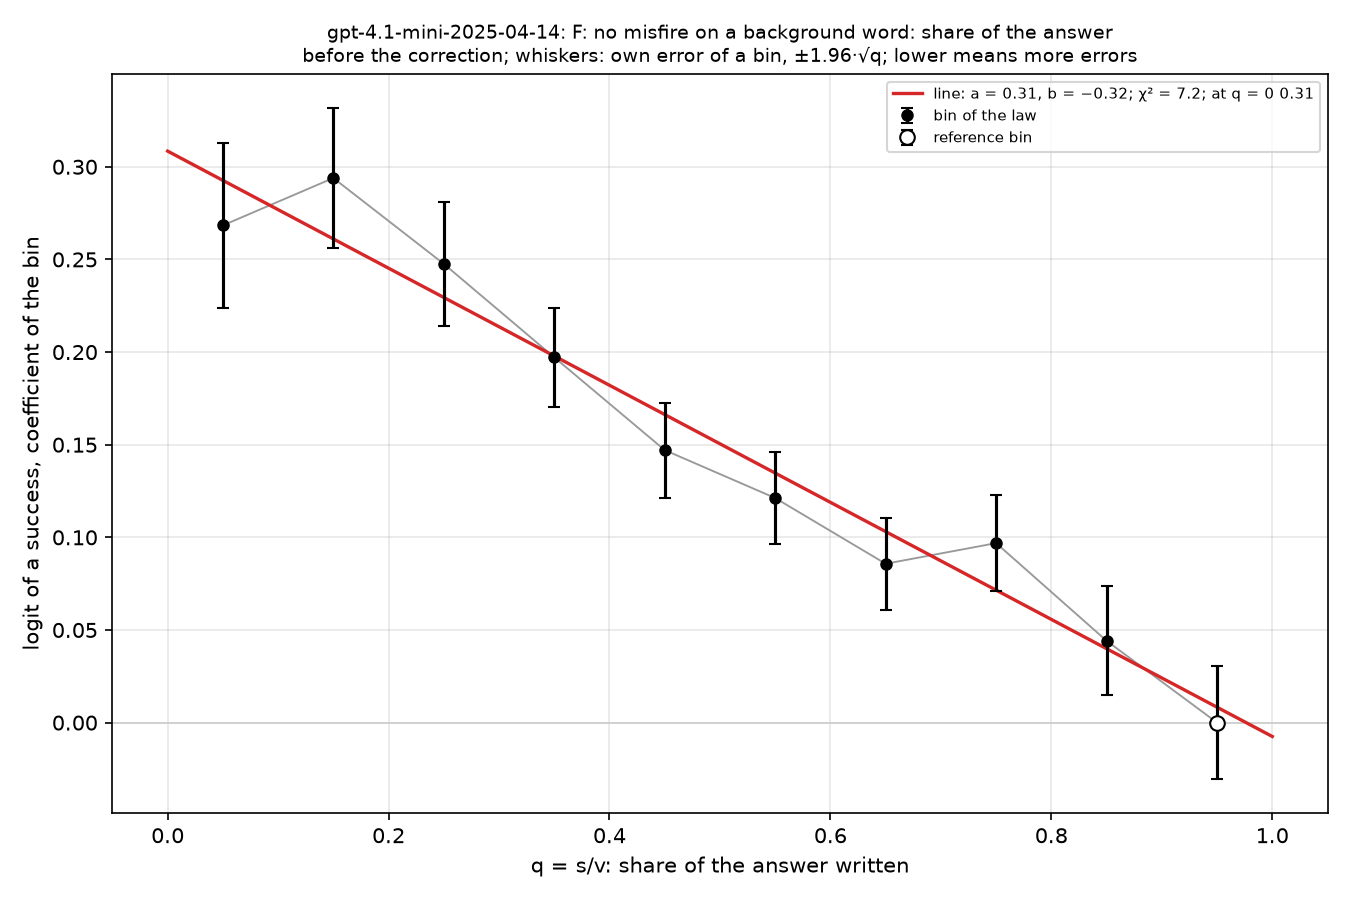 gpt-4.1-mini-2025-04-14: F: no misfire on a background word: share of the answer
before the correction; whiskers: own error of a bin, ±1.96·√q; lower means more errors
line: a = 0.31, b = −0.32; χ² = 7.2; at q = 0 0.31
bin of the law
reference bin
logit of a success, coefficient of the bin
0.30
0.25
0.20
0.15
0.10
0.05
0.00
0.0 0.2 0.4 0.6 0.8 1.0
q = s/v: share of the answer written